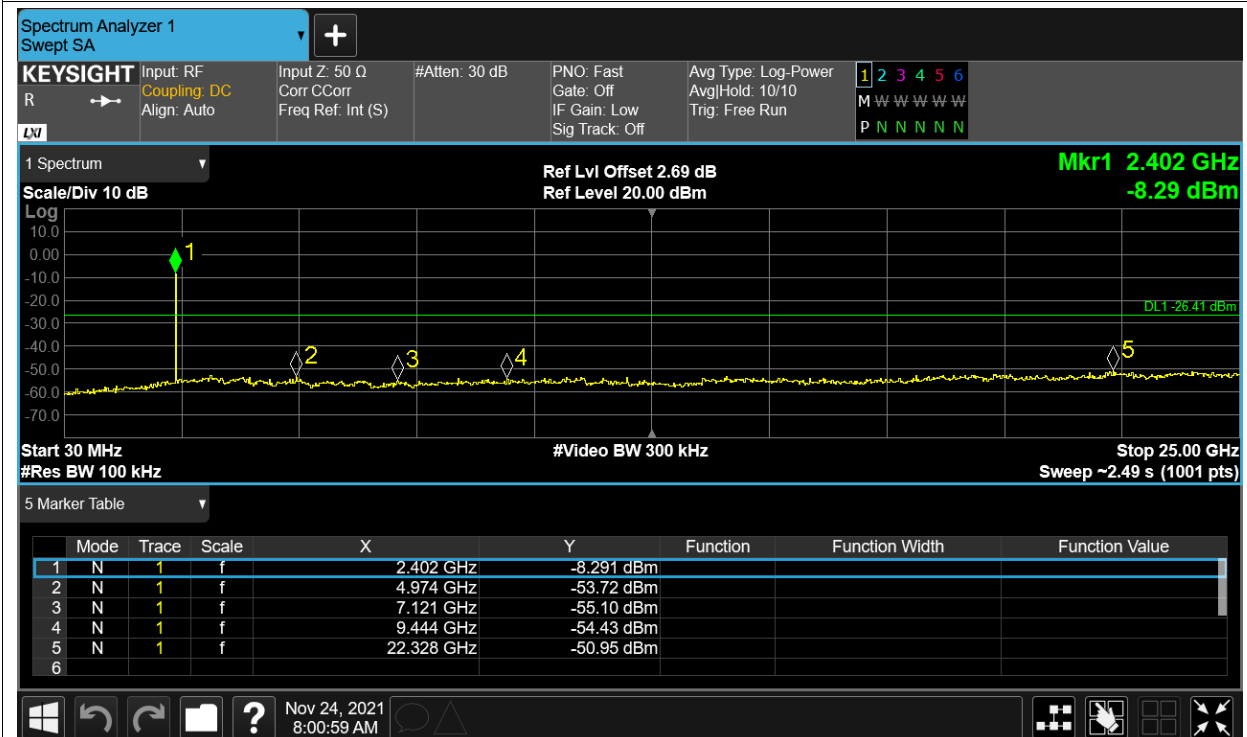 Spectrum Analyzer 1
Swept SA
KEYSIGHT
R
LXI
Input: RF
Coupling: DC
Align: Auto
Input Z: 50 Ω
Corr CCorr
Freq Ref: Int (S)
#Atten: 30 dB
PNO: Fast
Gate: Off
IF Gain: Low
Sig Track: Off
Avg Type: Log-Power
Avg|Hold: 10/10
Trig: Free Run
1 2 3 4 5 6
M W W W W W
P N N N N N
1 Spectrum
Scale/Div 10 dB
Ref Lvl Offset 2.69 dB
Ref Level 20.00 dBm
Mkr1 2.402 GHz
-8.29 dBm
Log
10.0
0.00
-10.0
-20.0
-30.0
-40.0
-50.0
-60.0
-70.0
1
DL1 -26.41 dBm
2
3
4
5
Start 30 MHz
#Res BW 100 kHz
#Video BW 300 kHz
Stop 25.00 GHz
Sweep ~2.49 s (1001 pts)
5 Marker Table
Mode Trace Scale X Y Function Function Width Function Value
1 N 1 f 2.402 GHz -8.291 dBm
2 N 1 f 4.974 GHz -53.72 dBm
3 N 1 f 7.121 GHz -55.10 dBm
4 N 1 f 9.444 GHz -54.43 dBm
5 N 1 f 22.328 GHz -50.95 dBm
6
?
Nov 24, 2021
8:00:59 AM